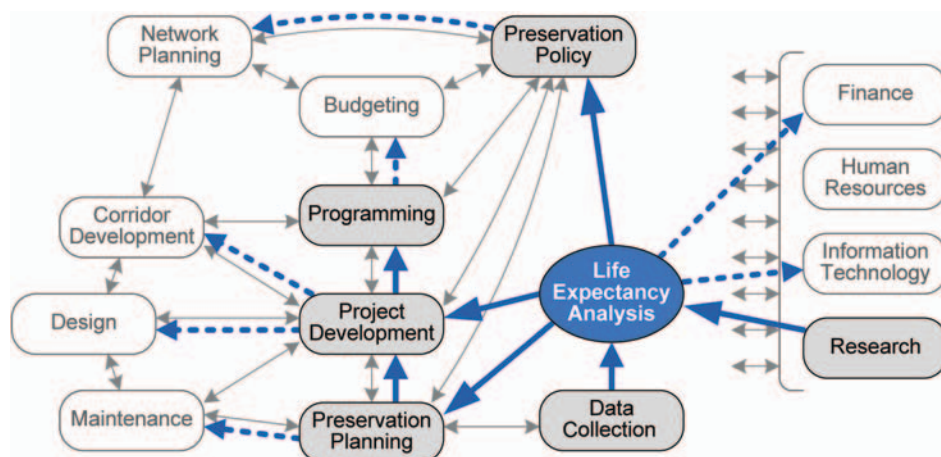 Network
Planning
Preservation
Policy
Budgeting
Finance
Human
Resources
Programming
Corridor
Development
Information
Technology
Life
Expectancy
Analysis
Design
Project
Development
Research
Maintenance
Preservation
Planning
Data
Collection